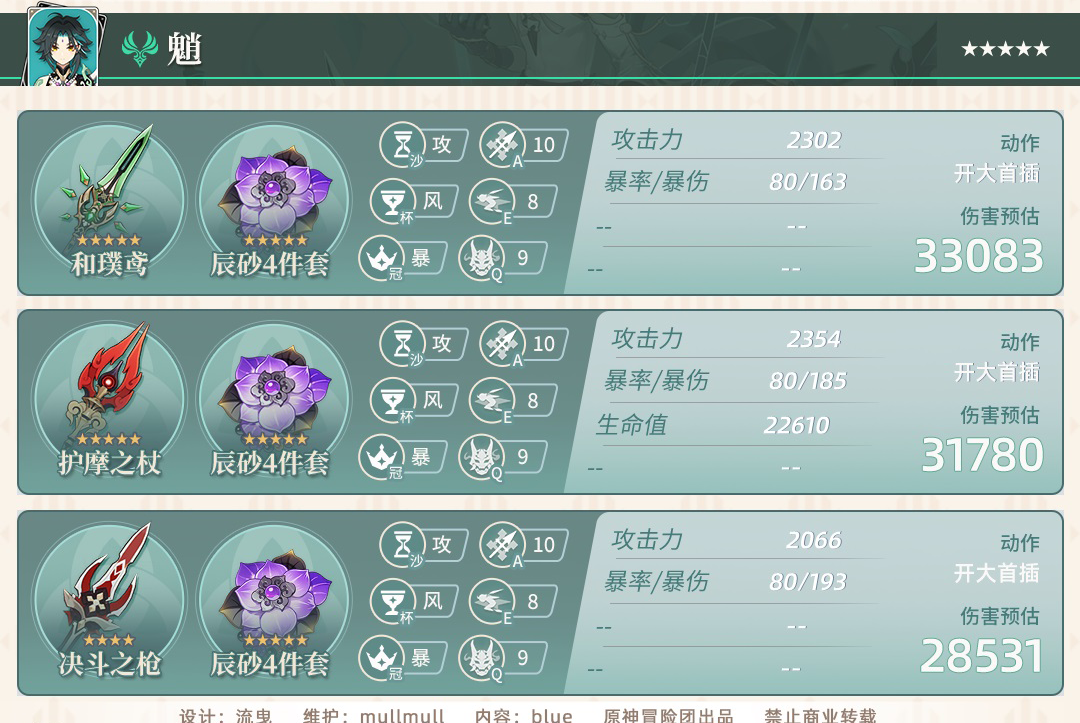 魈 ★★★★★
攻 10 攻击力 2302 动作
沙 A 开大首插
风 8 暴率/暴伤 80/163
杯 E -- -- 伤害预估
★★★★★ ★★★★★ 33083
和璞鸢 辰砂4件套 暴 9 -- --
冠 Q
攻 10 攻击力 2354 动作
沙 A 开大首插
风 8 暴率/暴伤 80/185
杯 E 生命值 22610 伤害预估
★★★★★ ★★★★★ 31780
护摩之杖 辰砂4件套 暴 9 -- --
冠 Q
攻 10 攻击力 2066 动作
沙 A 开大首插
风 8 暴率/暴伤 80/193
杯 E -- -- 伤害预估
★★★★ ★★★★★ 28531
决斗之枪 辰砂4件套 暴 9 -- --
冠 Q
设计：流曳 维护：mullmull 内容：blue 原神冒险团出品 禁止商业转载